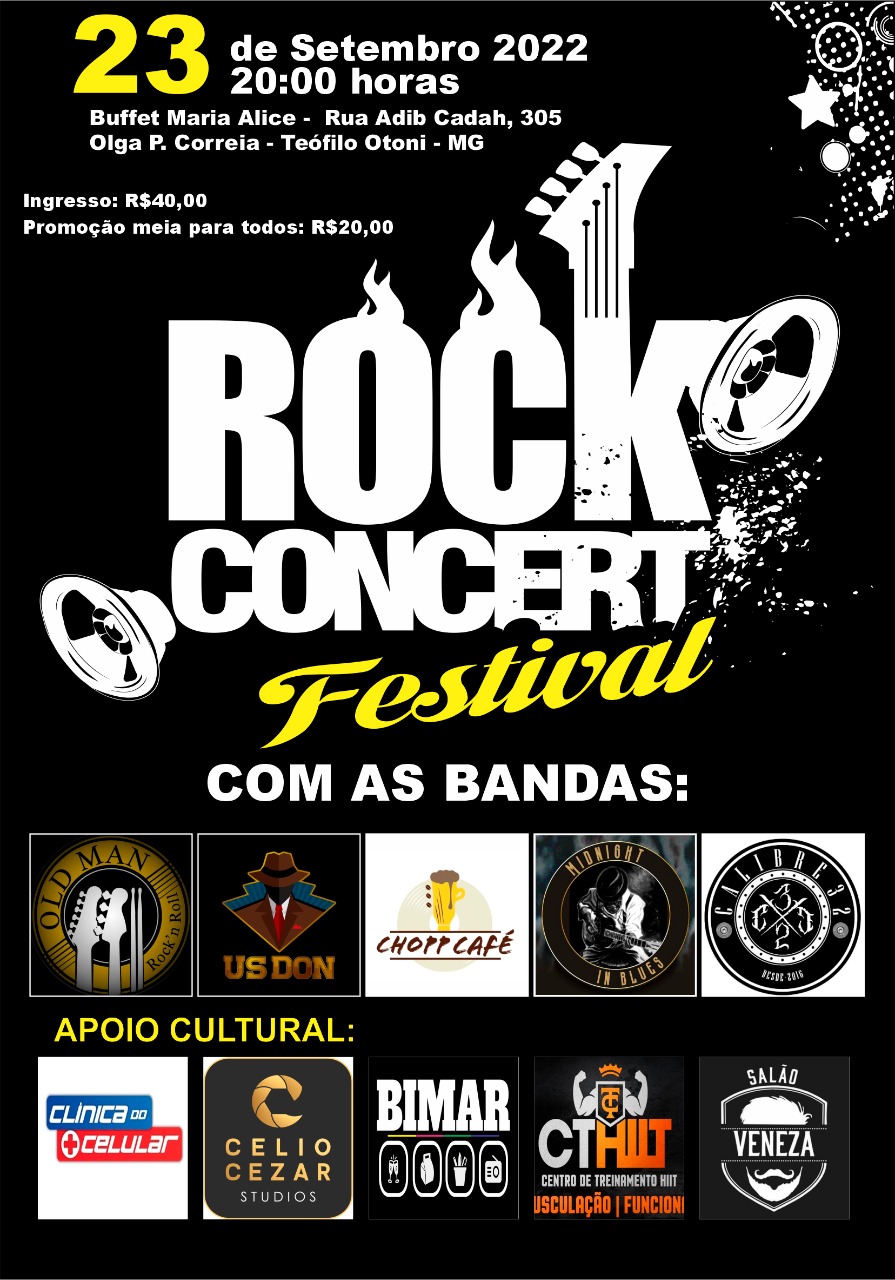 23 de Setembro 2022
20:00 horas
Buffet Maria Alice - Rua Adib Cadah, 305
Olga P. Correia - Teófilo Otoni - MG
Ingresso: R$40,00
Promoção meia para todos: R$20,00
ROCK
CONCERT
Festival
COM AS BANDAS:
OLD MAN
Rock'n Roll
US DON
CHOPP CAFÉ
MIDNIGHT
IN BLUES
CALIBRE 32
DESDE-2016
APOIO CULTURAL:
CLÍNICA DO
CELULAR
CELIO
CEZAR
STUDIOS
BIMAR
CT HIIT
CENTRO DE TREINAMENTO HIIT
USCULAÇÃO | FUNCION
SALÃO
VENEZA